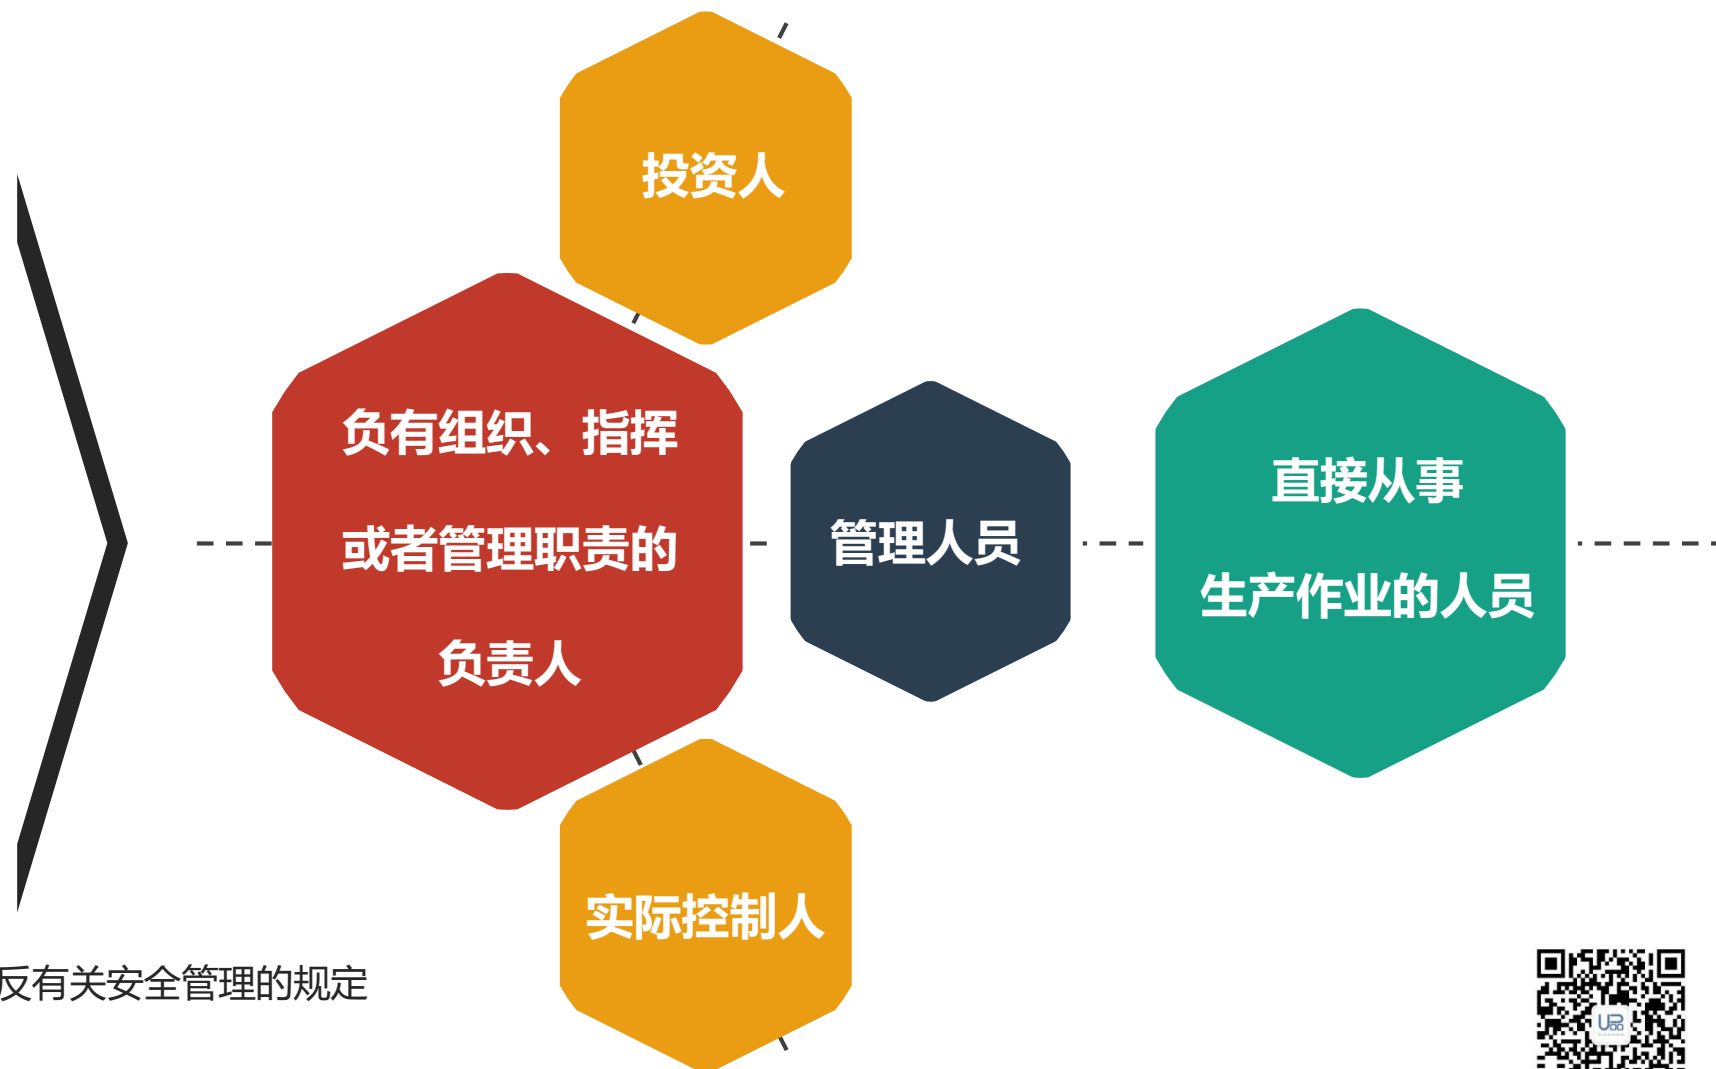 投资人
负有组织、指挥
或者管理职责的
负责人
管理人员
直接从事
生产作业的人员
实际控制人
反有关安全管理的规定